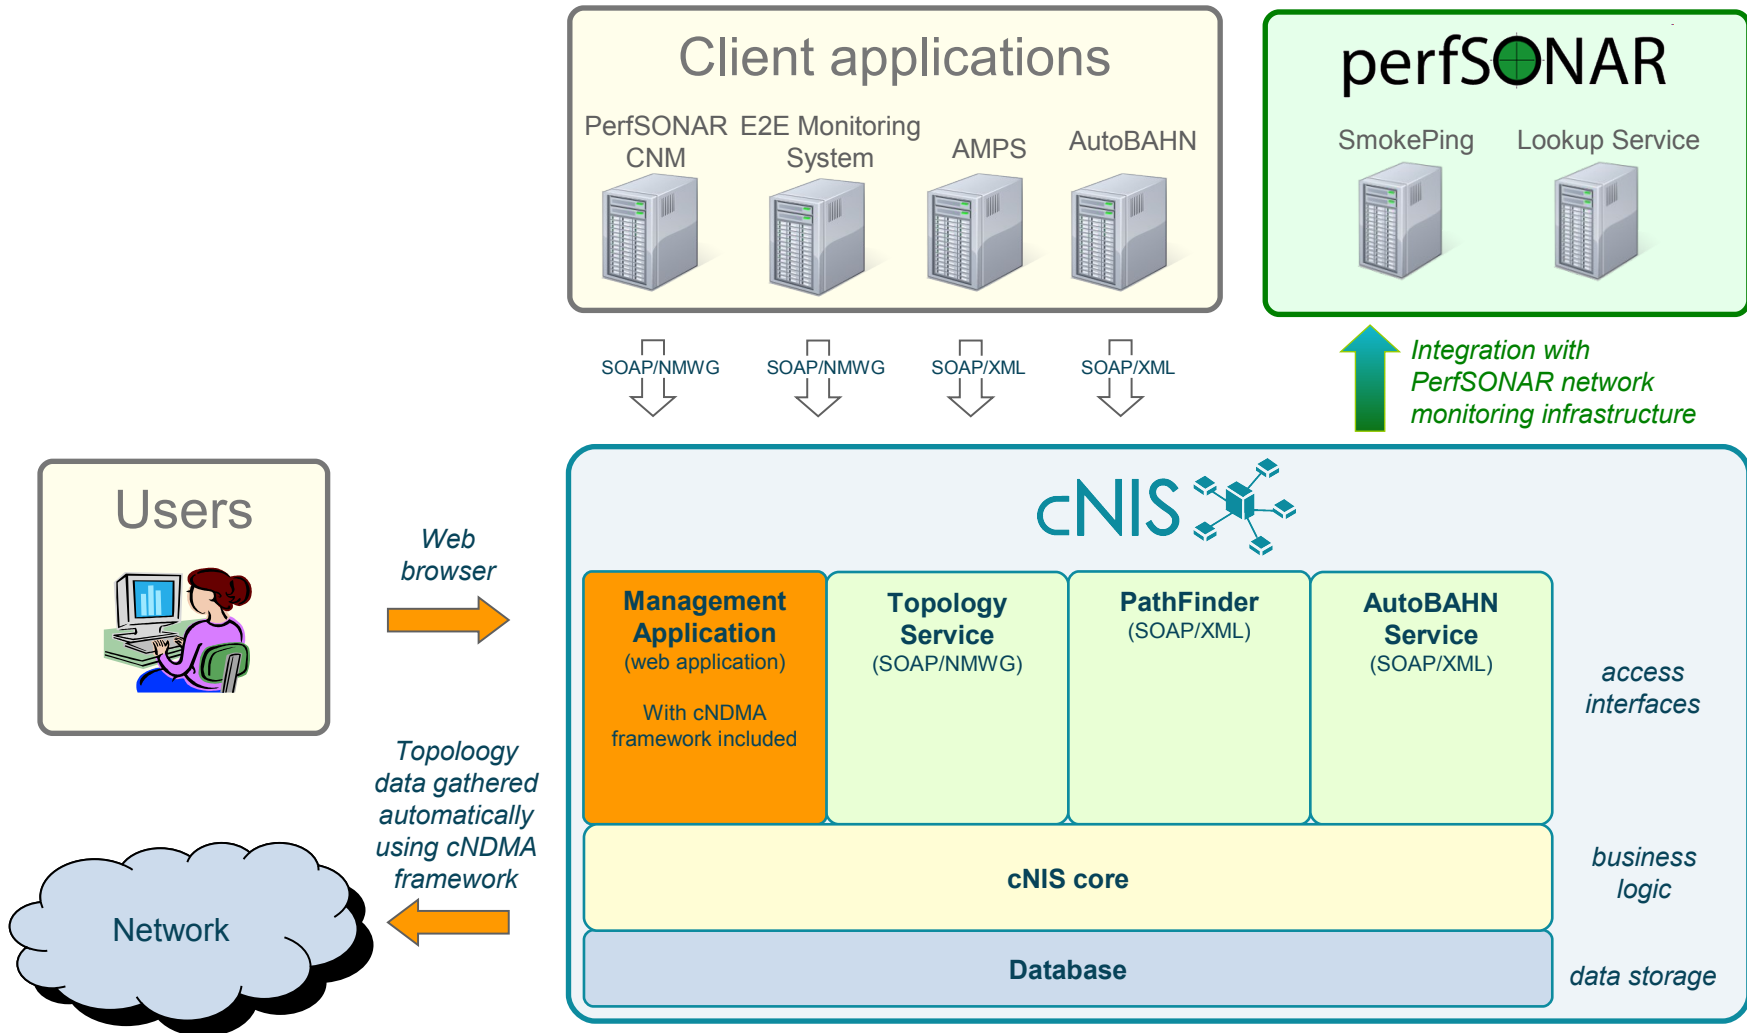 Client applications
PerfSONAR
CNM
E2E Monitoring
System
AMPS
AutoBAHN
perfSONAR
SmokePing
Lookup Service
SOAP/NMWG
SOAP/NMWG
SOAP/XML
SOAP/XML
Integration with
PerfSONAR network
monitoring infrastructure
Users
Web
browser
cNIS
Management
Application
(web application)
With cNDMA
framework included
Topology
Service
(SOAP/NMWG)
PathFinder
(SOAP/XML)
AutoBAHN
Service
(SOAP/XML)
access
interfaces
Topoloogy
data gathered
automatically
using cNDMA
framework
Network
cNIS core
business
logic
Database
data storage